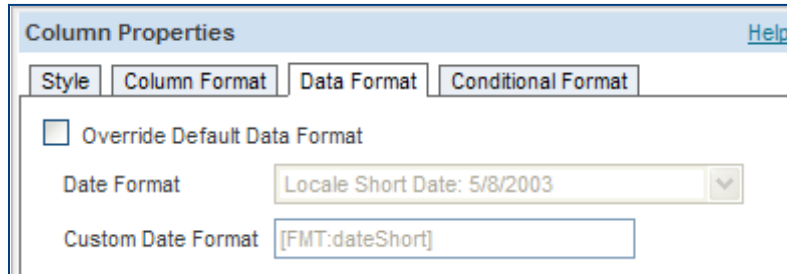 Column Properties Help
Style Column Format Data Format Conditional Format
Override Default Data Format
Date Format Locale Short Date: 5/8/2003
Custom Date Format [FMT:dateShort]